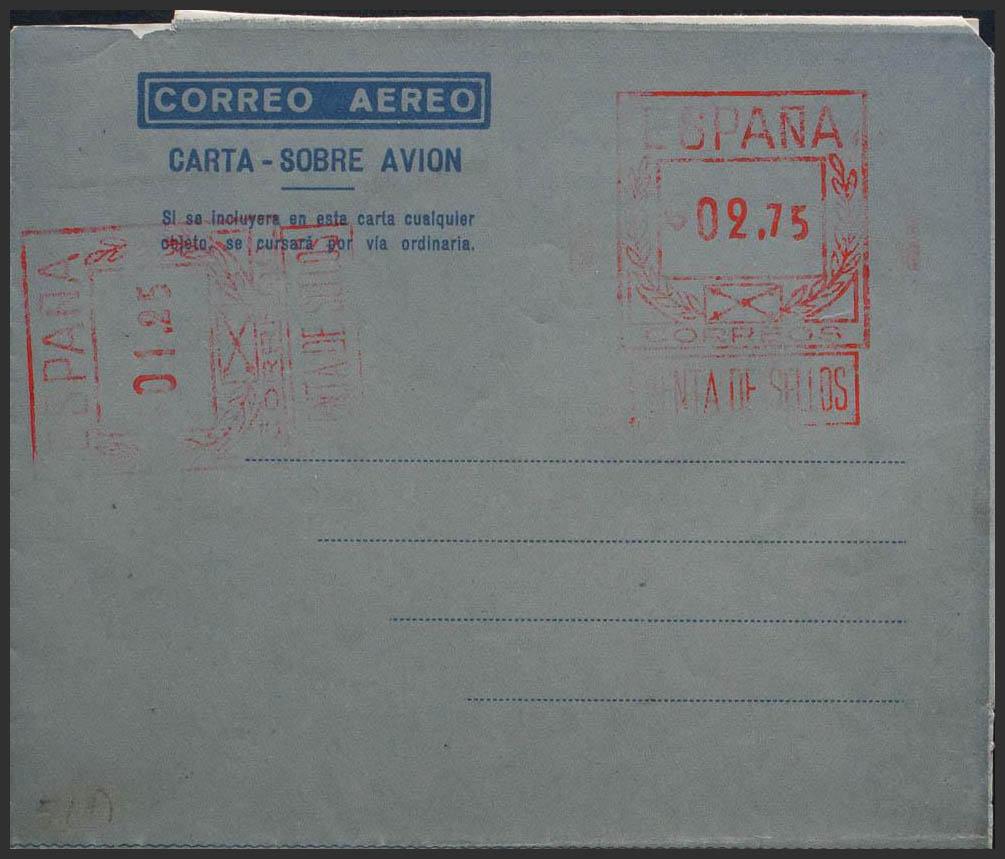 CORREO AEREO
CARTA - SOBRE AVION
Si se incluyera en esta carta cualquier
objeto, se cursará por vía ordinaria.
ESPAÑA
02.75
CORREOS
VENTA DE SELLOS
ESPAÑA
01.25